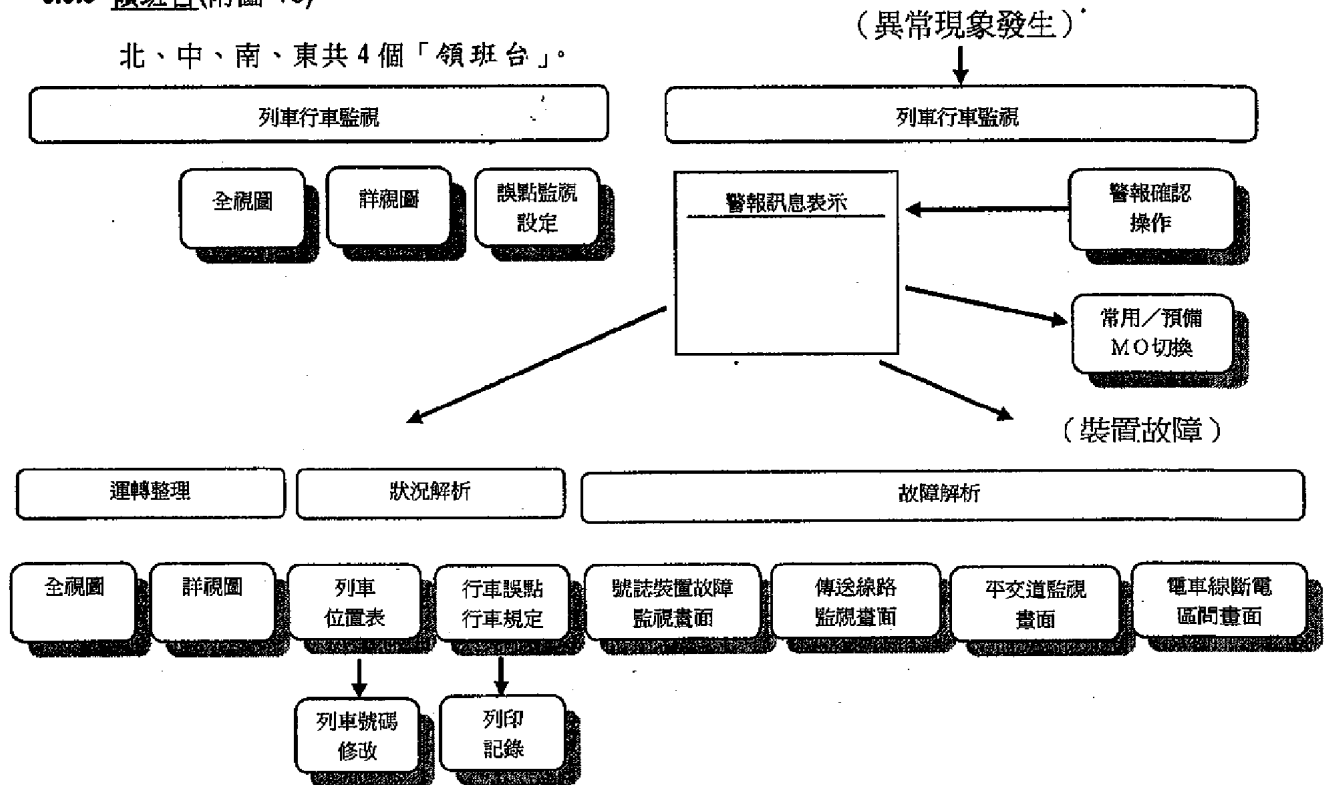 (異常現象發生)
北、中、南、東共4個「領班台」。
列車行車監視
列車行車監視
全視圖
詳視圖
誤點監視
設定
警報訊息表示
警報確認
操作
常用／預備
MO切換
(裝置故障)
運轉整理
狀況解析
故障解析
全視圖
詳視圖
列車
位置表
行車誤點
行車規定
號誌裝置故障
監視畫面
傳送線路
監視畫面
平交道監視
畫面
電車線斷電
區間畫面
列車號碼
修改
列印
記錄